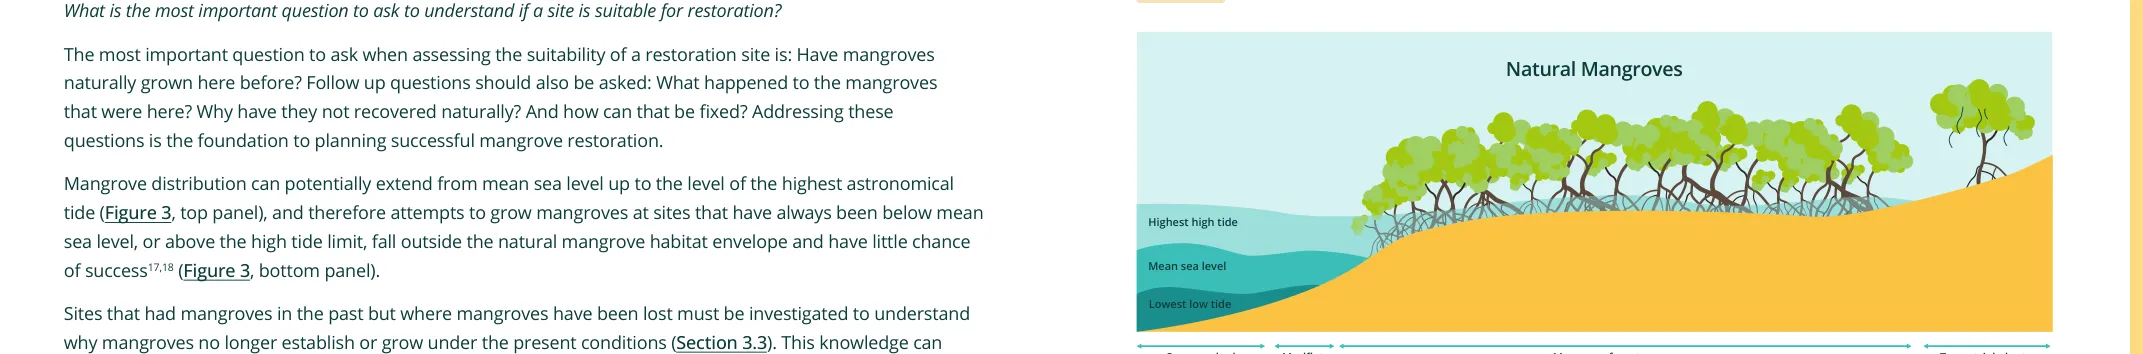 What is the most important question to ask to understand if a site is suitable for restoration?
The most important question to ask when assessing the suitability of a restoration site is: Have mangroves
naturally grown here before? Follow up questions should also be asked: What happened to the mangroves
that were here? Why have they not recovered naturally? And how can that be fixed? Addressing these
questions is the foundation to planning successful mangrove restoration.
Mangrove distribution can potentially extend from mean sea level up to the level of the highest astronomical
tide (Figure 3, top panel), and therefore attempts to grow mangroves at sites that have always been below mean
sea level, or above the high tide limit, fall outside the natural mangrove habitat envelope and have little chance
of success17,18 (Figure 3, bottom panel).
Sites that had mangroves in the past but where mangroves have been lost must be investigated to understand
why mangroves no longer establish or grow under the present conditions (Section 3.3). This knowledge can
Natural Mangroves
Highest high tide
Mean sea level
Lowest low tide